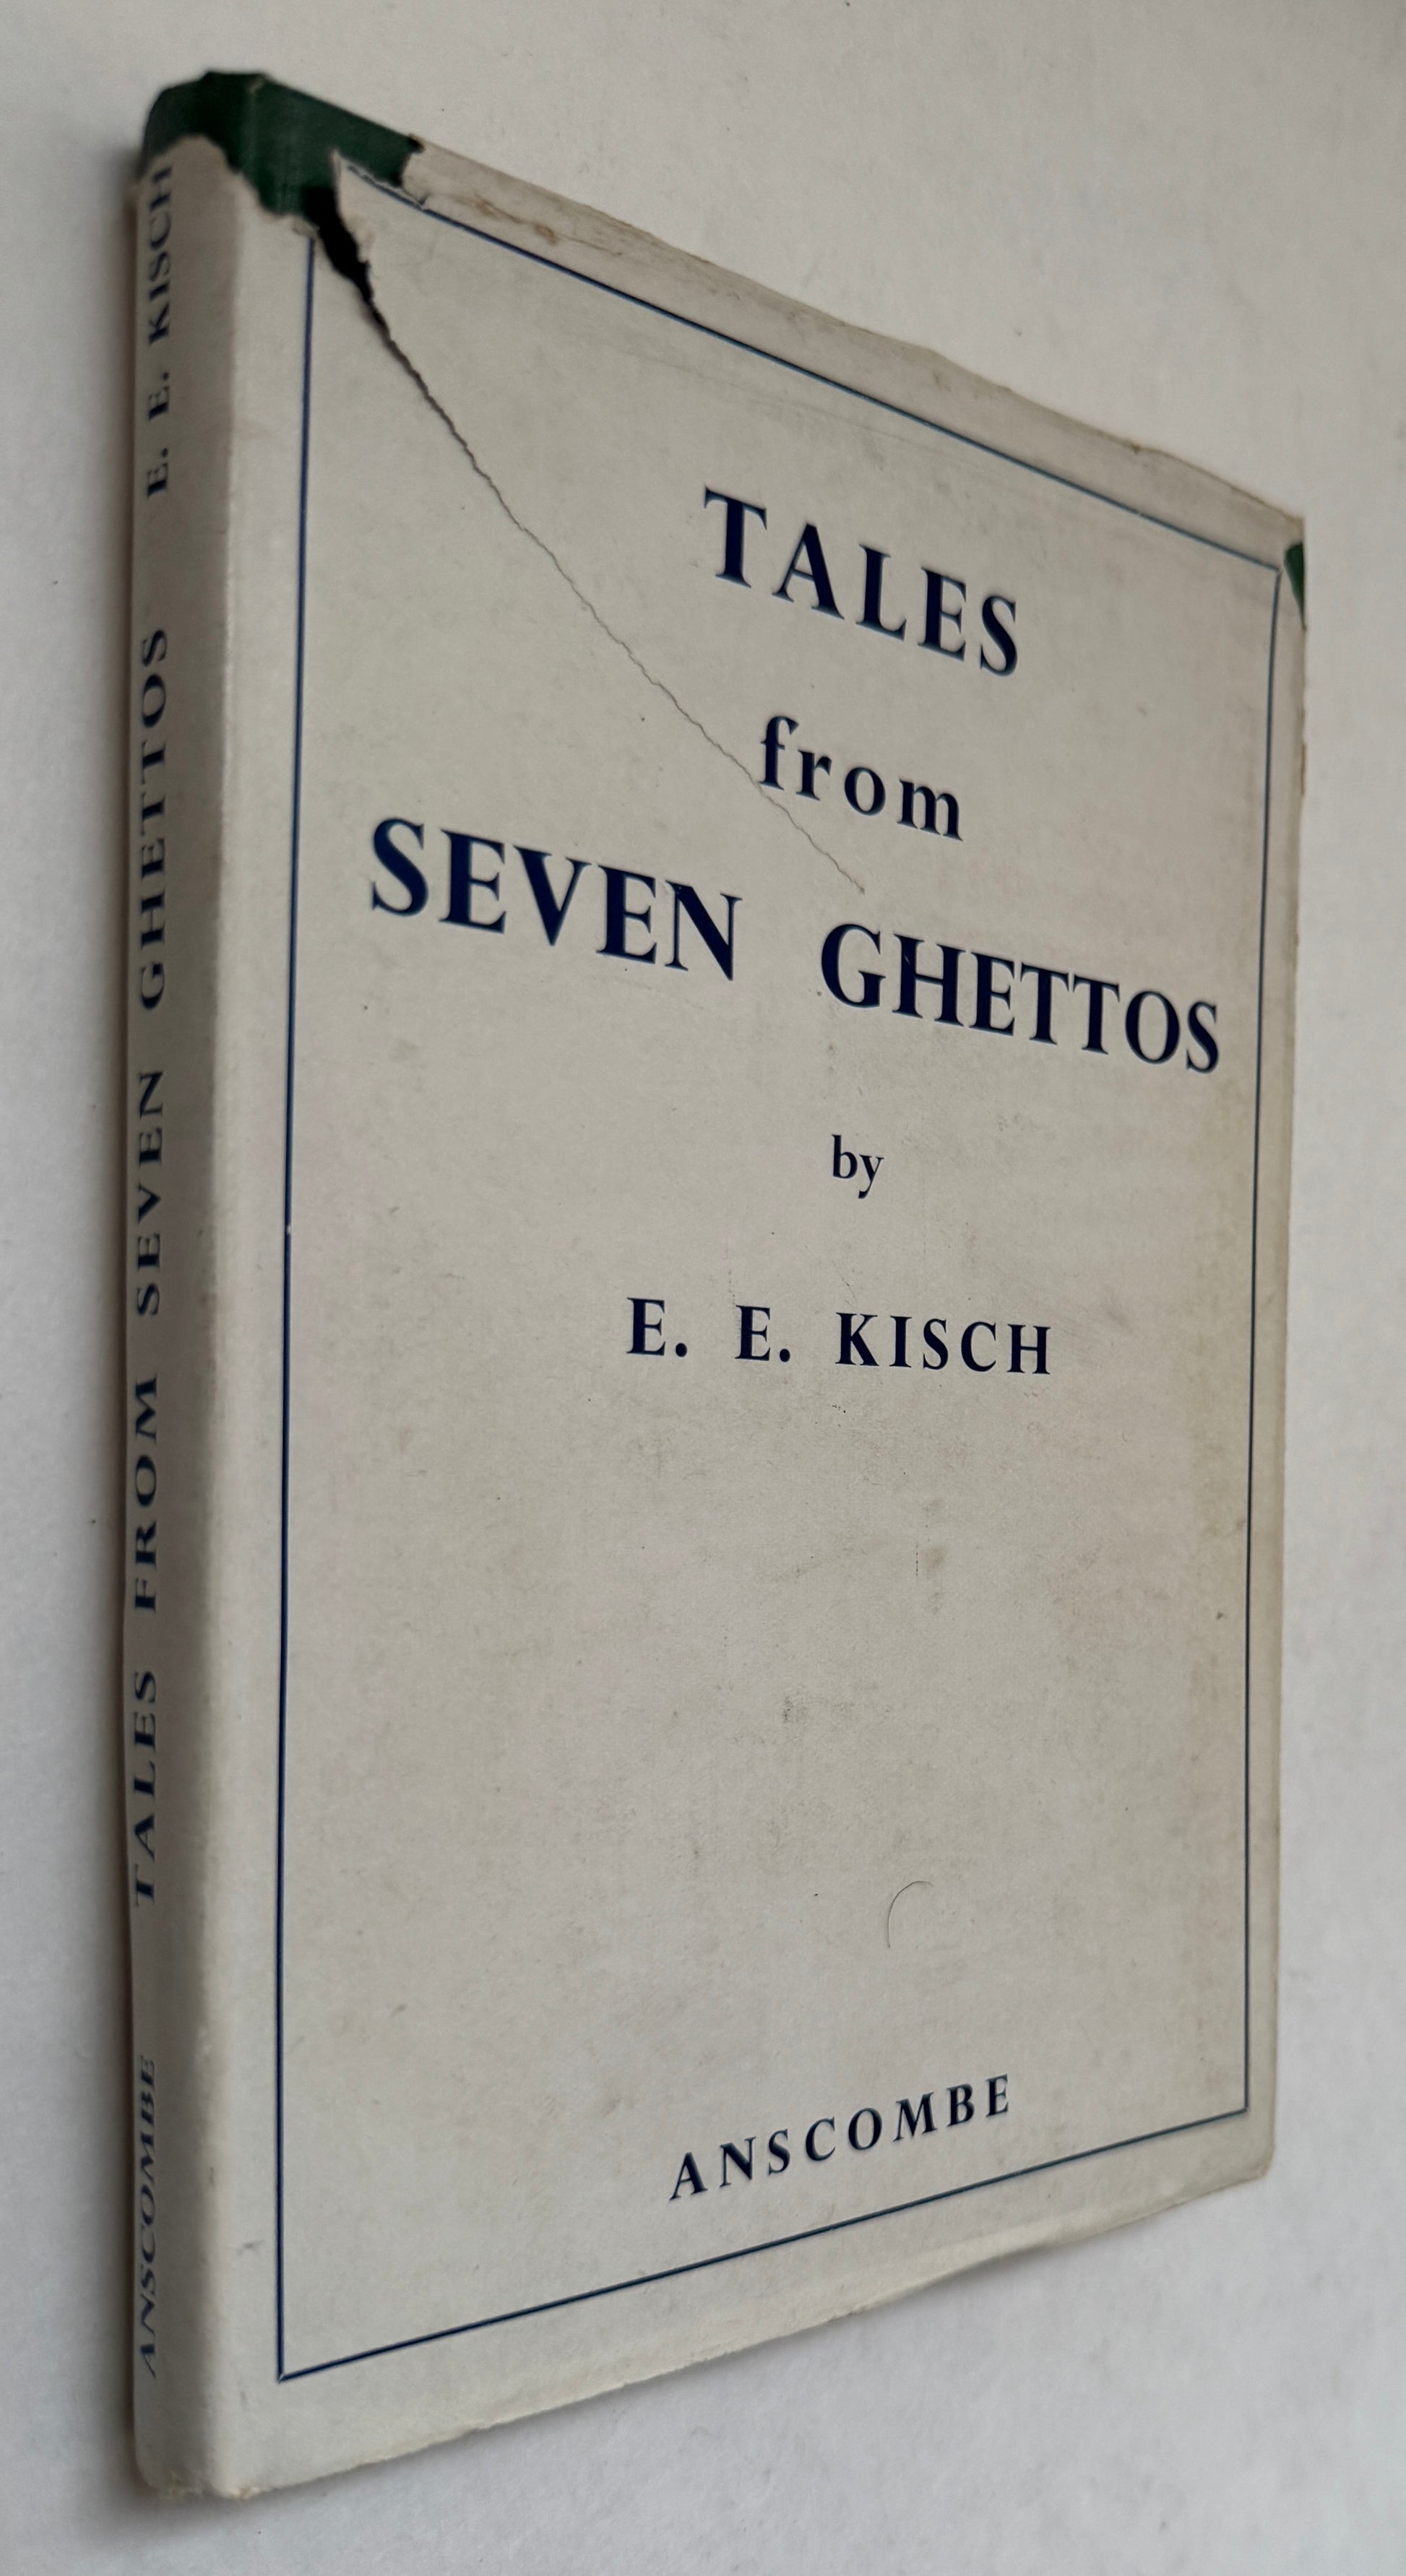 TALES
from
SEVEN GHETTOS
by
E. E. KISCH
ANSCOMBE
ANSCOMBE TALES FROM SEVEN GHETTOS E. E. KISCH